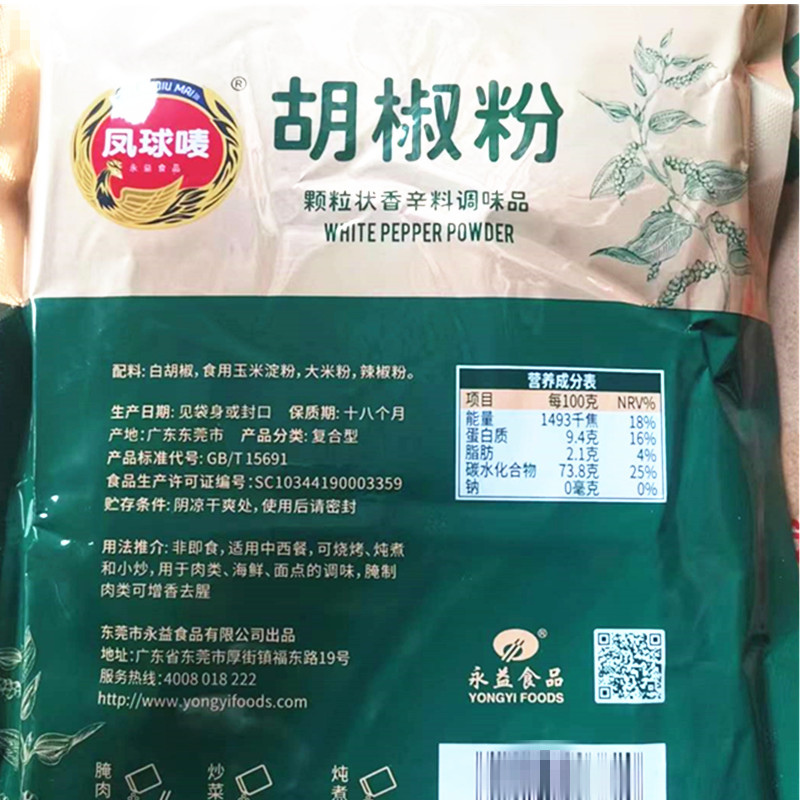 QIU MAI
®
凤球唛
永益食品
胡椒粉
颗粒状香辛料调味品
WHITE PEPPER POWDER
配料: 白胡椒, 食用玉米淀粉, 大米粉, 辣椒粉。
生产日期: 见袋身或封口 保质期: 十八个月
产地: 广东东莞市 产品分类: 复合型
产品标准代号: GB/T 15691
食品生产许可证编号: SC10344190003359
贮存条件: 阴凉干爽处, 使用后请密封
用法推介: 非即食, 适用中西餐, 可烧烤、炖煮
和小炒, 用于肉类、海鲜、面点的调味, 腌制
肉类可增香去腥
东莞市永益食品有限公司出品
地址: 广东省东莞市厚街镇福东路19号
服务热线: 4008 018 222
http://www.yongyifoods.com
营养成分表
项目 每100克 NRV%
能量 1493千焦 18%
蛋白质 9.4克 16%
脂肪 2.1克 4%
碳水化合物 73.8克 25%
钠 0毫克 0%
®
永益食品
YONGYI FOODS
腌肉
炒菜
炖煮